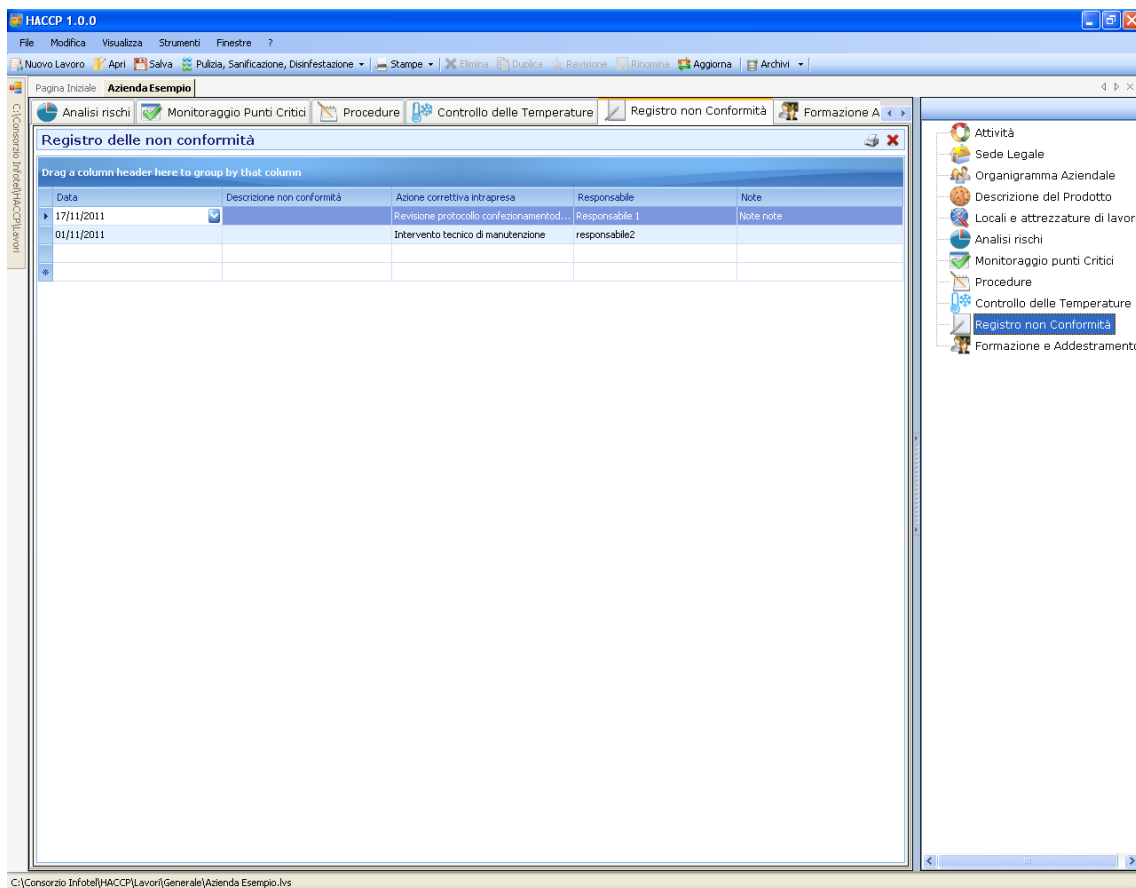 HACCP 1.0.0
File Modifica Visualizza Strumenti Finestre ?
Nuovo Lavoro Apri Salva Pulizia, Sanificazione, Disinfestazione Stampe Elimina Duplica Revisione Rinomina Aggiorna Archivi
Pagina Iniziale Azienda Esempio
C:\Consorzio Infotel\HACCP\Lavori
Analisi rischi Monitoraggio Punti Critici Procedure Controllo delle Temperature Registro non Conformità Formazione A
Registro delle non conformità
Drag a column header here to group by that column
Data Descrizione non conformità Azione correttiva intrapresa Responsabile Note
17/11/2011 Revisione protocollo confezionamentod... Responsabile 1 Note note
01/11/2011 Intervento tecnico di manutenzione responsabile2
Attività
Sede Legale
Organigramma Aziendale
Descrizione del Prodotto
Locali e attrezzature di lavor
Analisi rischi
Monitoraggio punti Critici
Procedure
Controllo delle Temperature
Registro non Conformità
Formazione e Addestramento
C:\Consorzio Infotel\HACCP\Lavori\Generale\Azienda Esempio.lvs